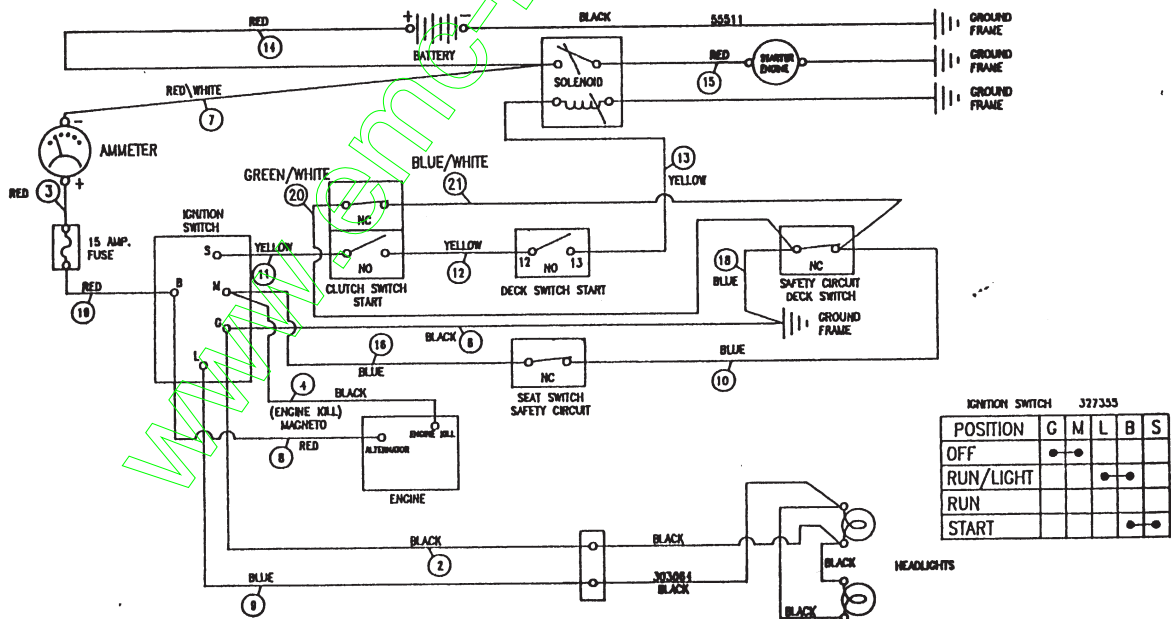 RED
14
+
-
BATTERY
BLACK
55511
GROUND
FRAME
RED
15
STARTER
ENGINE
GROUND
FRAME
SOLENOID
GROUND
FRAME
RED\WHITE
7
-
AMMETER
+
RED
3
15 AMP.
FUSE
RED
19
IGNITION
SWITCH
S
B
M
G
L
GREEN/WHITE
20
BLUE/WHITE
21
13
YELLOW
NC
YELLOW
11
NO
CLUTCH SWITCH
START
YELLOW
12
12
NO
13
DECK SWITCH START
18
BLUE
NC
SAFETY CIRCUIT
DECK SWITCH
GROUND
FRAME
BLACK
6
16
BLUE
NC
SEAT SWITCH
SAFETY CIRCUIT
BLUE
10
4
BLACK
(ENGINE KILL)
MAGNETO
8
RED
ENGINE KILL
ALTERNATOR
ENGINE
IGNITION SWITCH 327355
POSITION G M L B S
OFF
RUN/LIGHT
RUN
START
BLACK
2
BLACK
BLUE
9
303064
BLACK
BLACK
HEADLIGHTS
BLACK